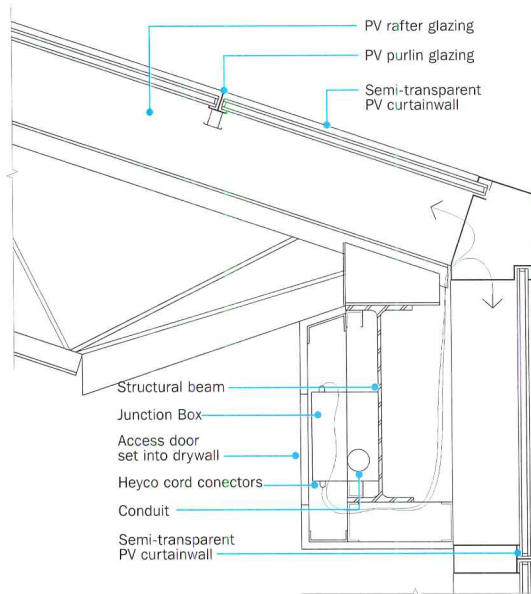 PV rafter glazing
PV purlin glazing
Semi-transparent
PV curtainwall
Structural beam
Junction Box
Access door
set into drywall
Heyco cord conectors
Conduit
Semi-transparent
PV curtainwall